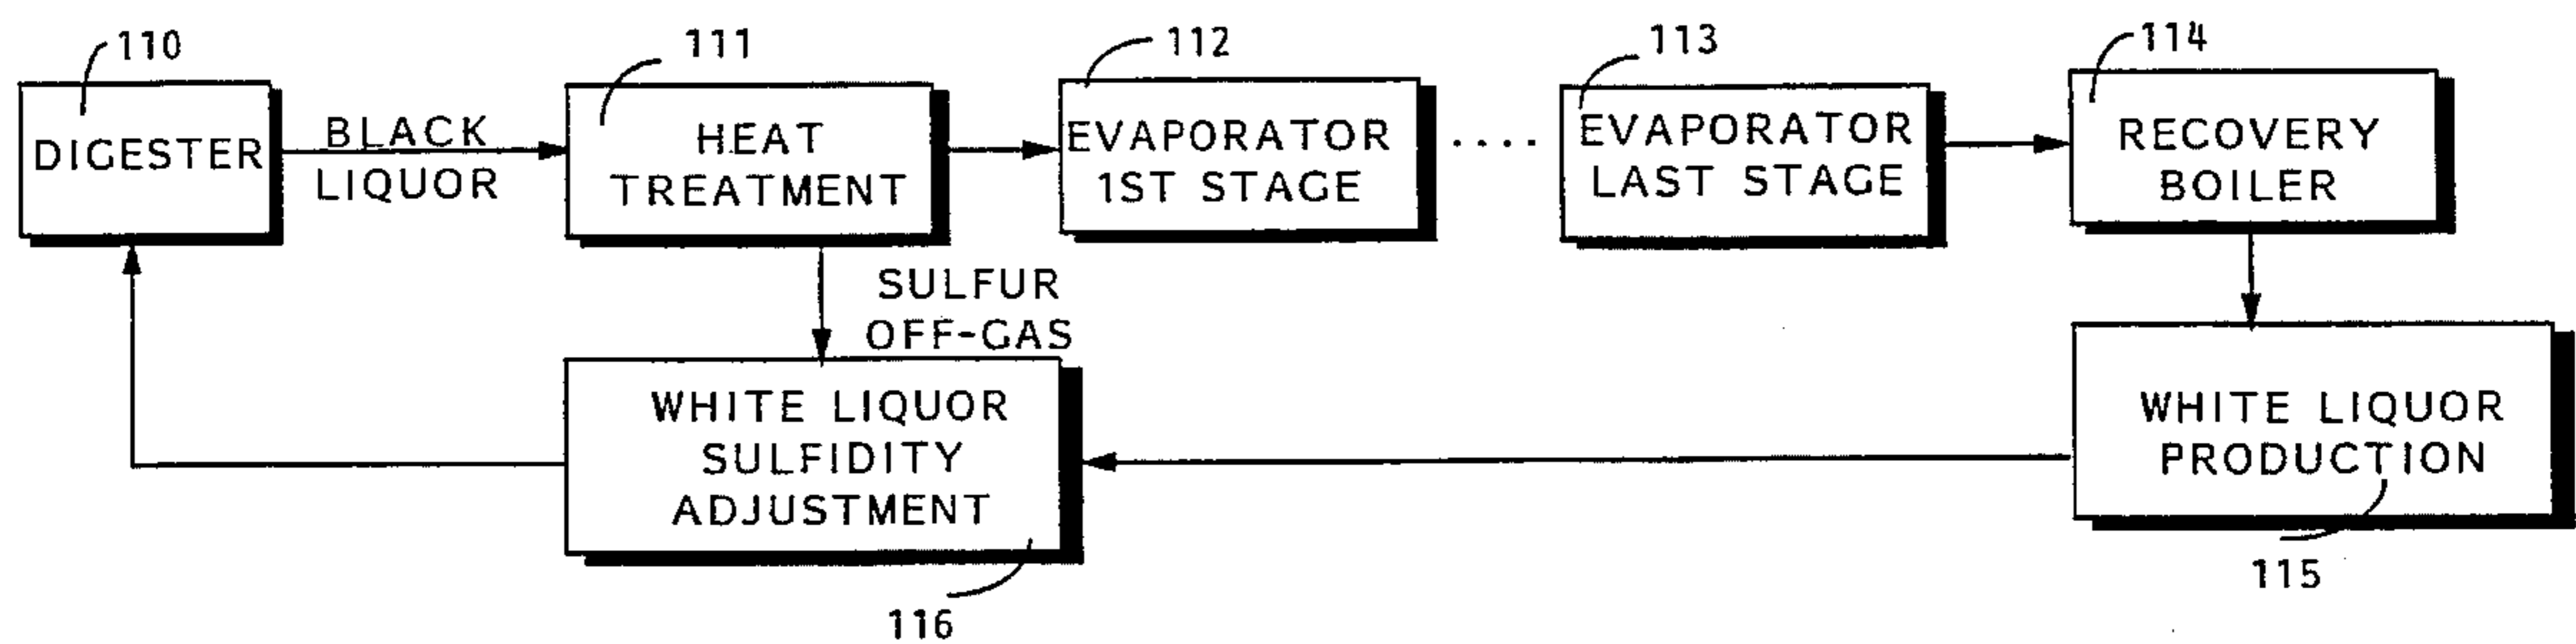 110
111
112
113
114
DIGESTER
BLACK
LIQUOR
HEAT
TREATMENT
EVAPORATOR
1ST STAGE
....
EVAPORATOR
LAST STAGE
RECOVERY
BOILER
SULFUR
OFF-GAS
WHITE LIQUOR
SULFIDITY
ADJUSTMENT
WHITE LIQUOR
PRODUCTION
115
116